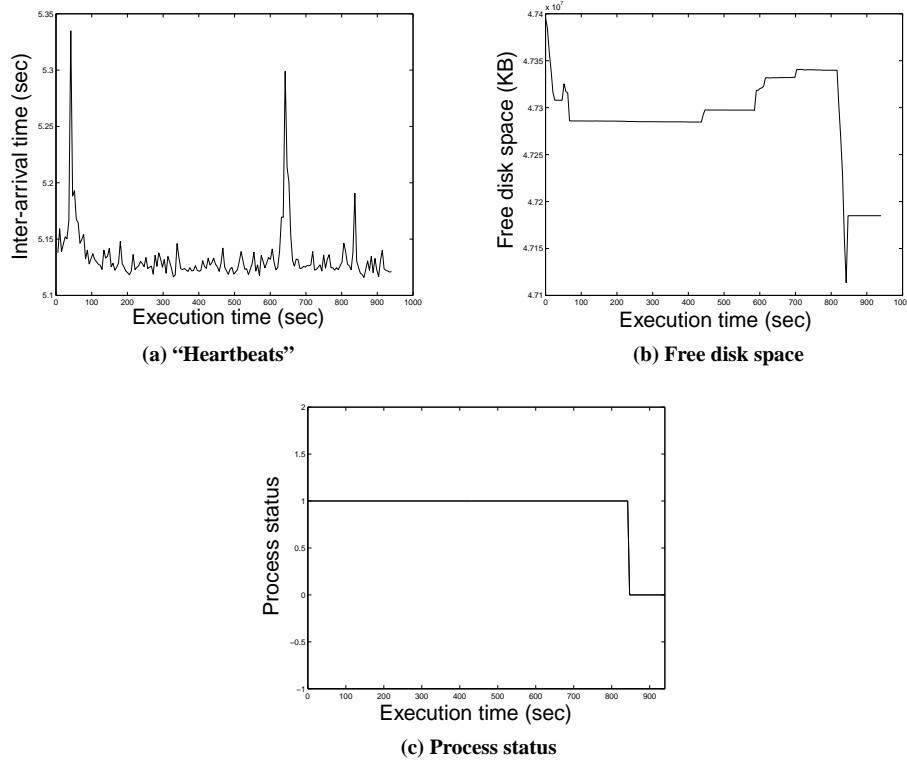 5.35
5.3
5.25
5.2
5.15
5.1
Inter-arrival time (sec)
0 100 200 300 400 500 600 700 800 900 1000
Execution time (sec)
(a) “Heartbeats”
x 10^7
4.74
4.735
4.73
4.725
4.72
4.715
4.71
Free disk space (KB)
0 100 200 300 400 500 600 700 800 900 1000
Execution time (sec)
(b) Free disk space
2
1.5
1
0.5
0
−0.5
−1
Process status
0 100 200 300 400 500 600 700 800 900
Execution time (sec)
(c) Process status